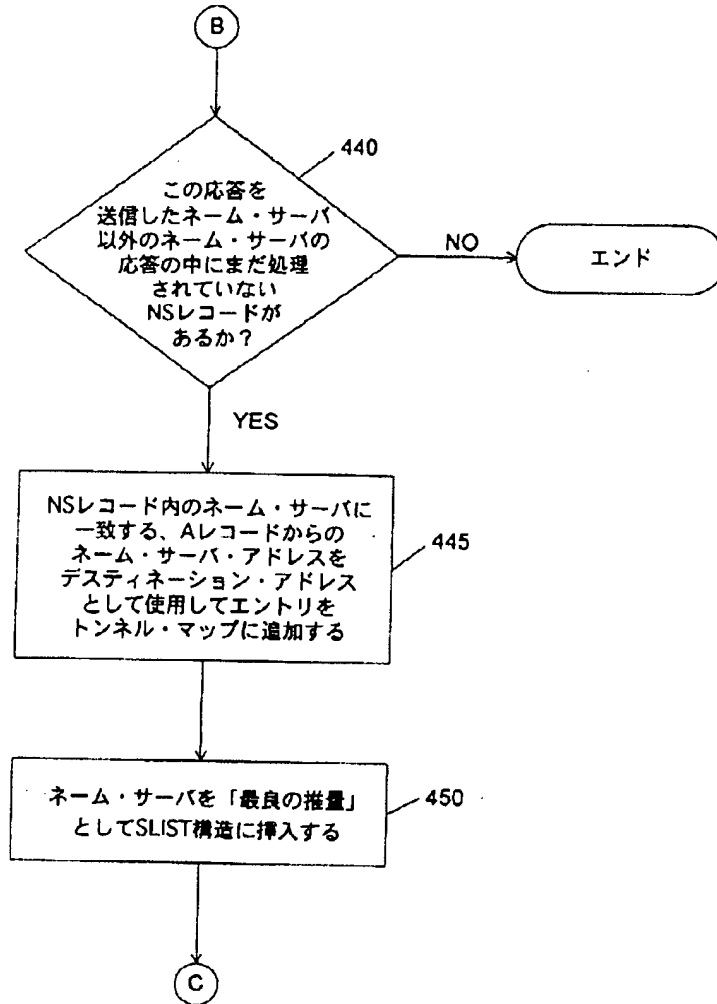 B
440
この応答を
送信したネーム・サーバ
以外のネーム・サーバの
応答の中にまだ処理
されていない
NSレコードが
あるか？
NO
エンド
YES
NSレコード内のネーム・サーバに
一致する、Aレコードからの
ネーム・サーバ・アドレスを
デスティネーション・アドレス
として使用してエントリを
トンネル・マップに追加する
445
ネーム・サーバを「最良の推量」
としてSLIST構造に挿入する
450
C